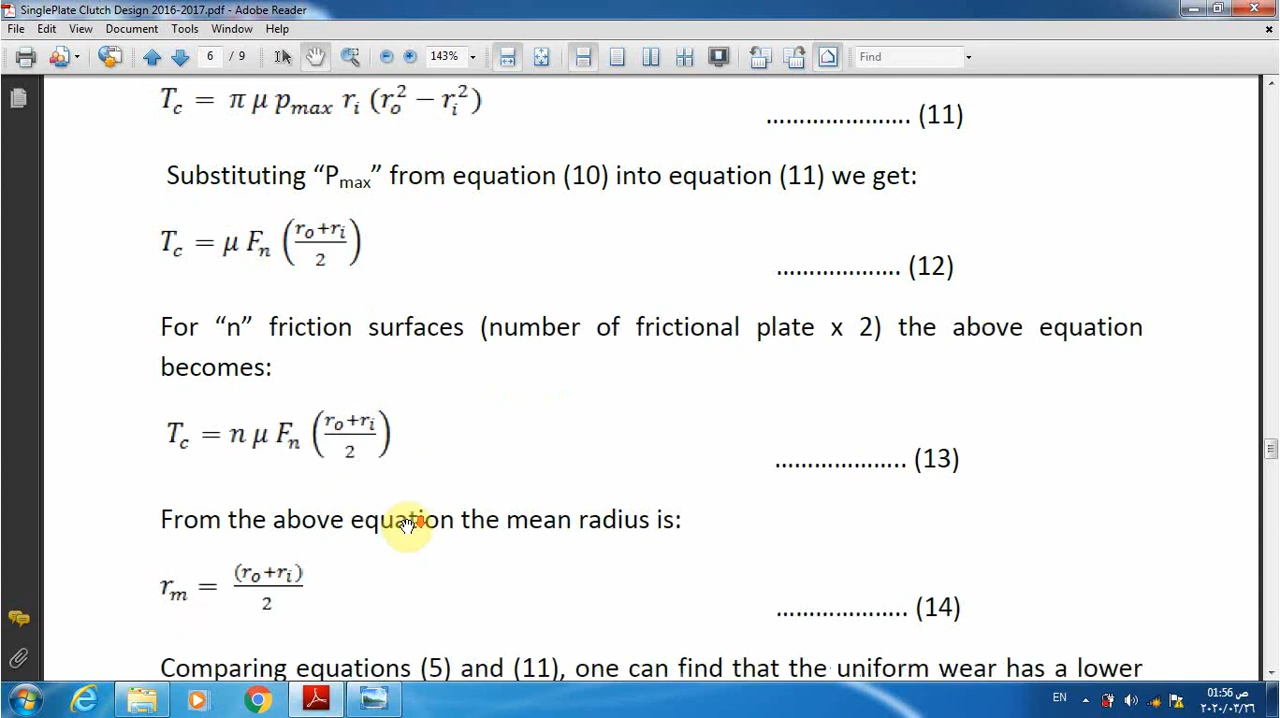 SinglePlate Clutch Design 2016-2017.pdf - Adobe Reader
File Edit View Document Tools Window Help
6 / 9 143% Find
T_c = π μ p_max r_i (r_o^2 − r_i^2)
..................... (11)
Substituting “P_max” from equation (10) into equation (11) we get:
T_c = μ F_n ((r_o+r_i)/2)
................... (12)
For “n” friction surfaces (number of frictional plate x 2) the above equation
becomes:
T_c = n μ F_n ((r_o+r_i)/2)
.................... (13)
From the above equation the mean radius is:
r_m = (r_o+r_i)/2
.................... (14)
Comparing equations (5) and (11), one can find that the uniform wear has a lower
EN
01:56 ص
٢٠٢٠/٠٣/٢٦